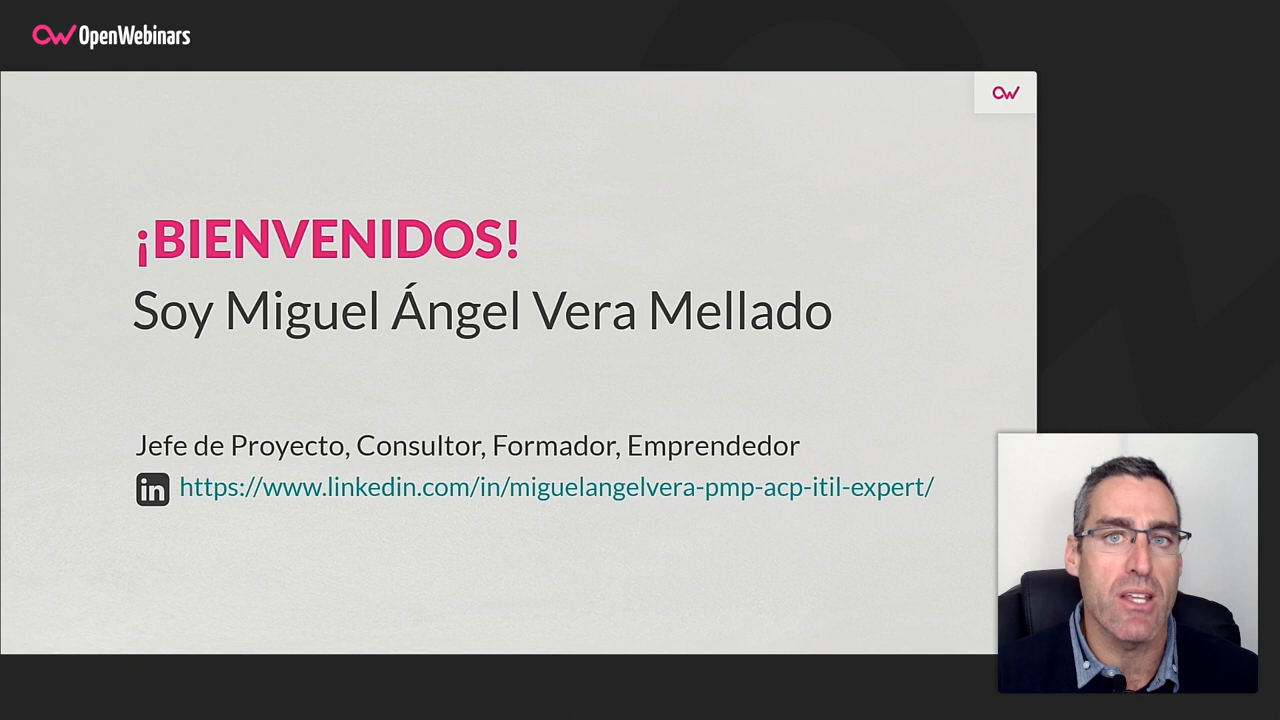 OpenWebinars
¡BIENVENIDOS!
Soy Miguel Ángel Vera Mellado
Jefe de Proyecto, Consultor, Formador, Emprendedor
in https://www.linkedin.com/in/miguelangelvera-pmp-acp-itil-expert/